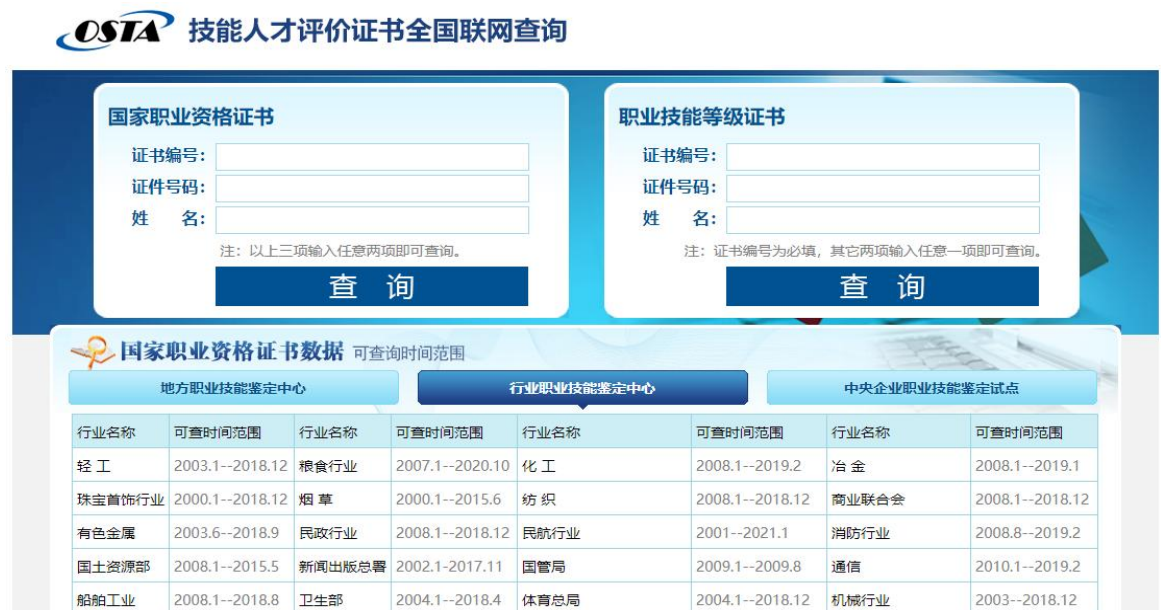 OSTA 技能人才评价证书全国联网查询
国家职业资格证书
证书编号：
证件号码：
姓 名：
注：以上三项输入任意两项即可查询。
查 询
职业技能等级证书
证书编号：
证件号码：
姓 名：
注：证书编号为必填，其它两项输入任意一项即可查询。
查 询
国家职业资格证书数据 可查询时间范围
地方职业技能鉴定中心 行业职业技能鉴定中心 中央企业职业技能鉴定试点
行业名称 可查时间范围 行业名称 可查时间范围 行业名称 可查时间范围 行业名称 可查时间范围
轻 工 2003.1--2018.12 粮食行业 2007.1--2020.10 化 工 2008.1--2019.2 冶 金 2008.1--2019.1
珠宝首饰行业 2000.1--2018.12 烟 草 2000.1--2015.6 纺 织 2008.1--2018.12 商业联合会 2008.1--2018.12
有色金属 2003.6--2018.9 民政行业 2008.1--2018.12 民航行业 2001--2021.1 消防行业 2008.8--2019.2
国土资源部 2008.1--2015.5 新闻出版总署 2002.1-2017.11 国管局 2009.1--2009.8 通信 2010.1--2019.2
船舶工业 2008.1--2018.8 卫生部 2004.1--2018.4 体育总局 2004.1--2018.12 机械行业 2003--2018.12